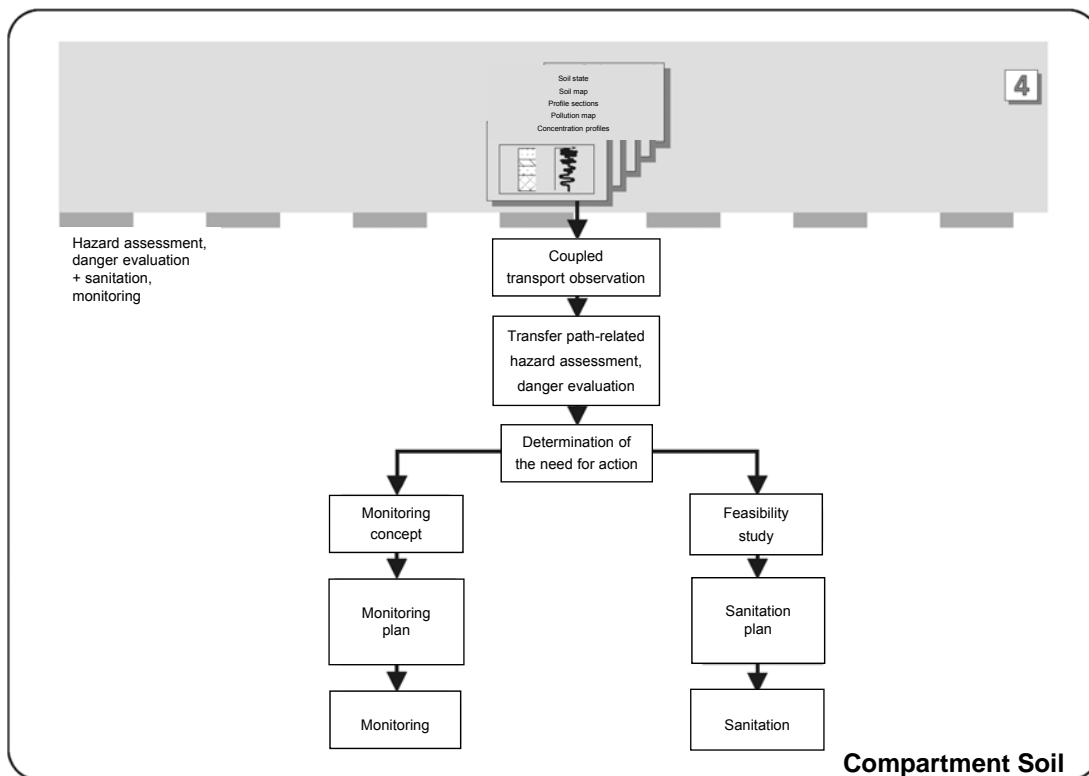 Soil state
Soil map
Profile sections
Pollution map
Concentration profiles
4
Hazard assessment,
danger evaluation
+ sanitation,
monitoring
Coupled
transport observation
Transfer path-related
hazard assessment,
danger evaluation
Determination of
the need for action
Monitoring
concept
Feasibility
study
Monitoring
plan
Sanitation
plan
Monitoring
Sanitation
Compartment Soil